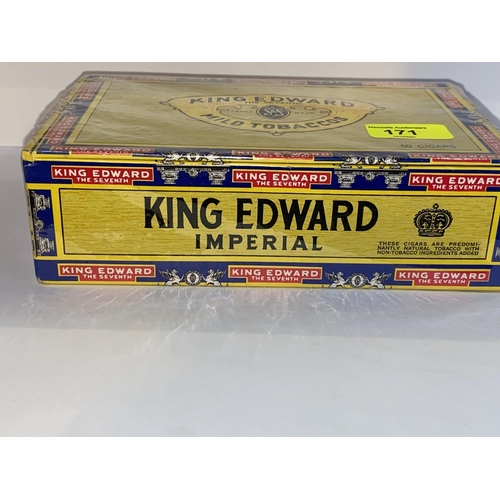 KING EDWARD
MILD TOBACCOS
50 CIGARS
171
KING EDWARD
THE SEVENTH
KING EDWARD
THE SEVENTH
KING EDWARD
THE SEVENTH
KING EDWARD
IMPERIAL
THESE CIGARS ARE PREDOMI-
NANTLY NATURAL TOBACCO WITH
NON-TOBACCO INGREDIENTS ADDED
KING EDWARD
THE SEVENTH
KING EDWARD
THE SEVENTH
KING EDWARD
THE SEVENTH